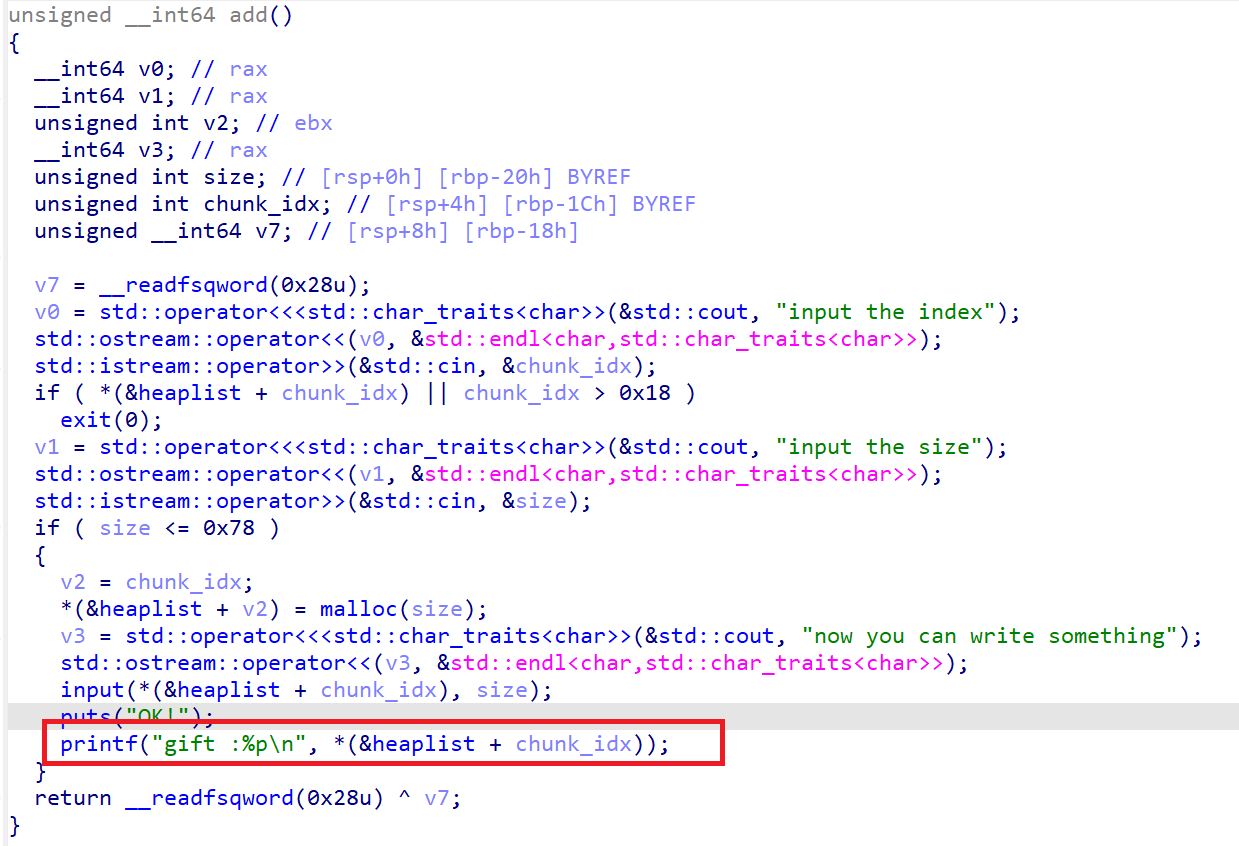 unsigned __int64 add()
{
  __int64 v0; // rax
  __int64 v1; // rax
  unsigned int v2; // ebx
  __int64 v3; // rax
  unsigned int size; // [rsp+0h] [rbp-20h] BYREF
  unsigned int chunk_idx; // [rsp+4h] [rbp-1Ch] BYREF
  unsigned __int64 v7; // [rsp+8h] [rbp-18h]

  v7 = __readfsqword(0x28u);
  v0 = std::operator<<<std::char_traits<char>>(&std::cout, "input the index");
  std::ostream::operator<<(v0, &std::endl<char,std::char_traits<char>>);
  std::istream::operator>>(&std::cin, &chunk_idx);
  if ( *(&heaplist + chunk_idx) || chunk_idx > 0x18 )
    exit(0);
  v1 = std::operator<<<std::char_traits<char>>(&std::cout, "input the size");
  std::ostream::operator<<(v1, &std::endl<char,std::char_traits<char>>);
  std::istream::operator>>(&std::cin, &size);
  if ( size <= 0x78 )
  {
    v2 = chunk_idx;
    *(&heaplist + v2) = malloc(size);
    v3 = std::operator<<<std::char_traits<char>>(&std::cout, "now you can write something");
    std::ostream::operator<<(v3, &std::endl<char,std::char_traits<char>>);
    input(*(&heaplist + chunk_idx), size);
    puts("OK!");
    printf("gift :%p\n", *(&heaplist + chunk_idx));
  }
  return __readfsqword(0x28u) ^ v7;
}